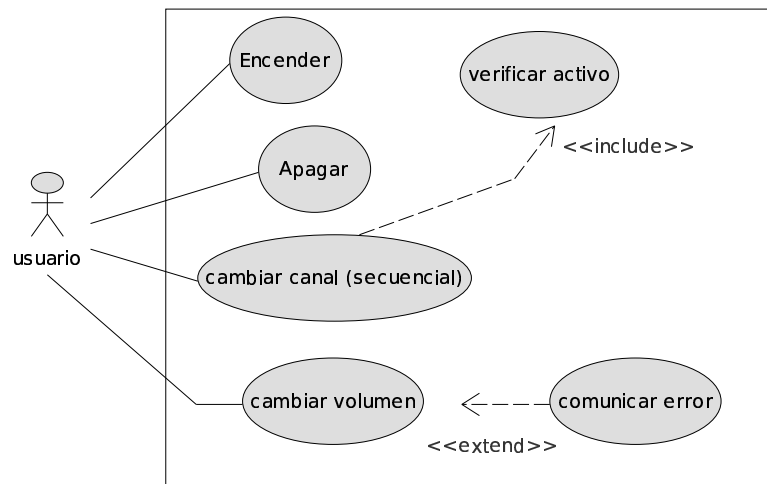 Encender
verificar activo
<<include>>
Apagar
usuario
cambiar canal (secuencial)
cambiar volumen
comunicar error
<<extend>>